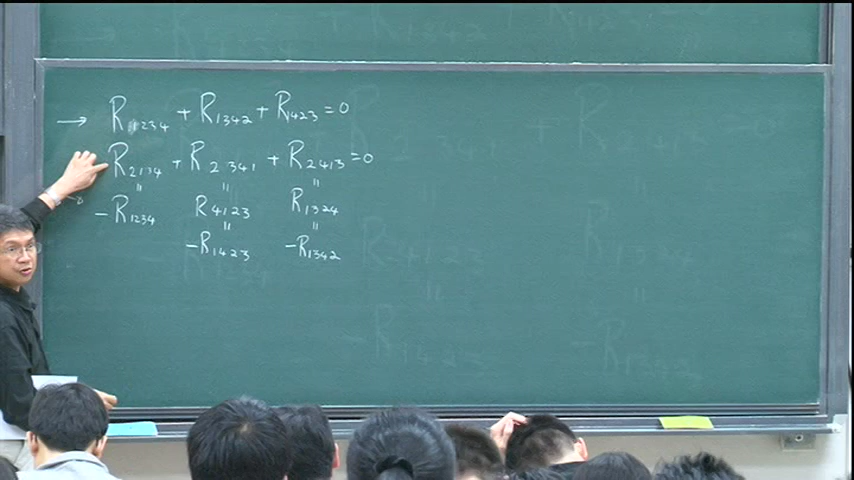 → R₁₂₃₄ + R₁₃₄₂ + R₁₄₂₃ = 0
R₂₁₃₄ + R₂₃₄₁ + R₂₄₁₃ = 0
= = =
-R₁₂₃₄ R₄₁₂₃ R₁₃₂₄
= =
-R₁₄₂₃ -R₁₃₄₂